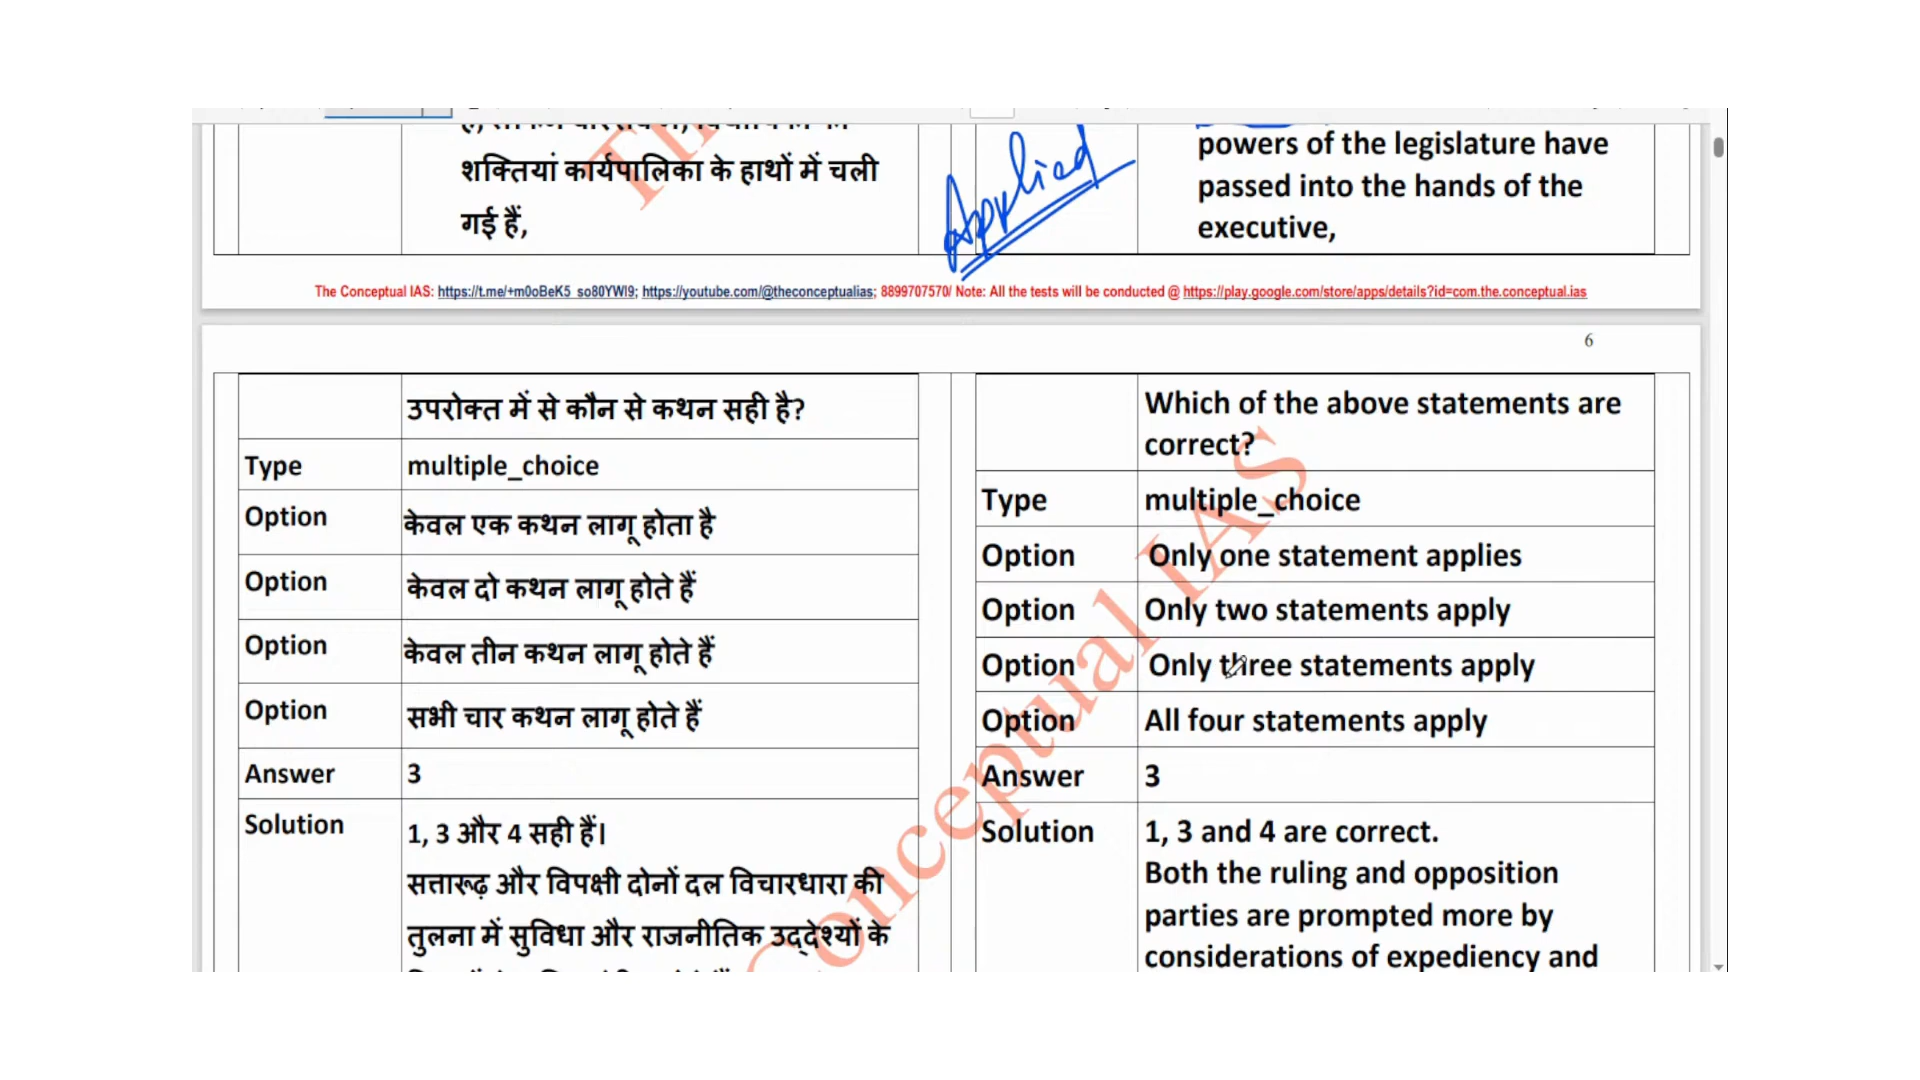 शक्तियां कार्यपालिका के हाथों में चली
गई हैं,
Applied
powers of the legislature have
passed into the hands of the
executive,
The Conceptual IAS: https://t.me/+m0oBeK5_so80YWI9; https://youtube.com/@theconceptualias; 8899707570/ Note: All the tests will be conducted @ https://play.google.com/store/apps/details?id=com.the.conceptual.ias
6
उपरोक्त में से कौन से कथन सही है?
Type multiple_choice
Option केवल एक कथन लागू होता है
Option केवल दो कथन लागू होते हैं
Option केवल तीन कथन लागू होते हैं
Option सभी चार कथन लागू होते हैं
Answer 3
Solution 1, 3 और 4 सही हैं।
सत्तारूढ़ और विपक्षी दोनों दल विचारधारा की
तुलना में सुविधा और राजनीतिक उद्देश्यों के
Which of the above statements are
correct?
Type multiple_choice
Option Only one statement applies
Option Only two statements apply
Option Only three statements apply
Option All four statements apply
Answer 3
Solution 1, 3 and 4 are correct.
Both the ruling and opposition
parties are prompted more by
considerations of expediency and
Conceptual IAS